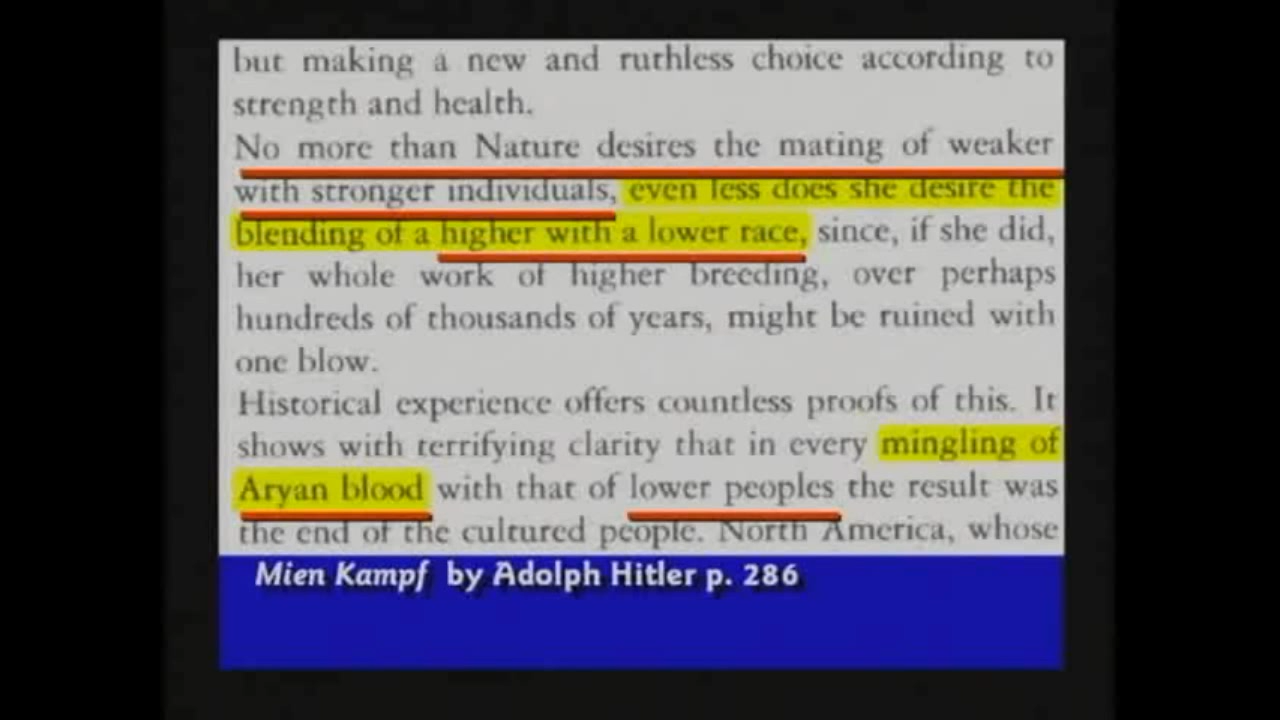 but making a new and ruthless choice according to
strength and health.
No more than Nature desires the mating of weaker
with stronger individuals, even less does she desire the
blending of a higher with a lower race, since, if she did,
her whole work of higher breeding, over perhaps
hundreds of thousands of years, might be ruined with
one blow.
Historical experience offers countless proofs of this. It
shows with terrifying clarity that in every mingling of
Aryan blood with that of lower peoples the result was
the end of the cultured people. North America, whose
Mien Kampf by Adolph Hitler p. 286